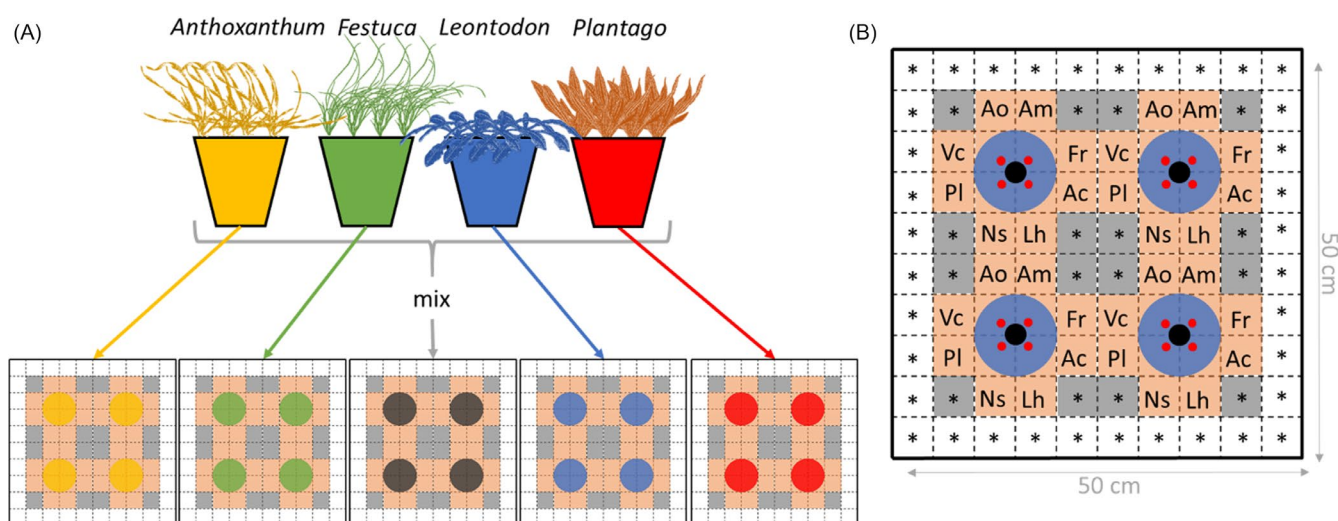 (A)
Anthoxanthum Festuca Leontodon Plantago
mix
(B)
* * * * * * * * * *
* * Ao Am * * Ao Am * *
* Vc Fr Vc Fr *
* Pl Ac Pl Ac *
* * Ns Lh * * Ns Lh * *
* * Ao Am * * Ao Am * *
* Vc Fr Vc Fr *
* Pl Ac Pl Ac *
* * Ns Lh * * Ns Lh * *
* * * * * * * * * *
50 cm
50 cm